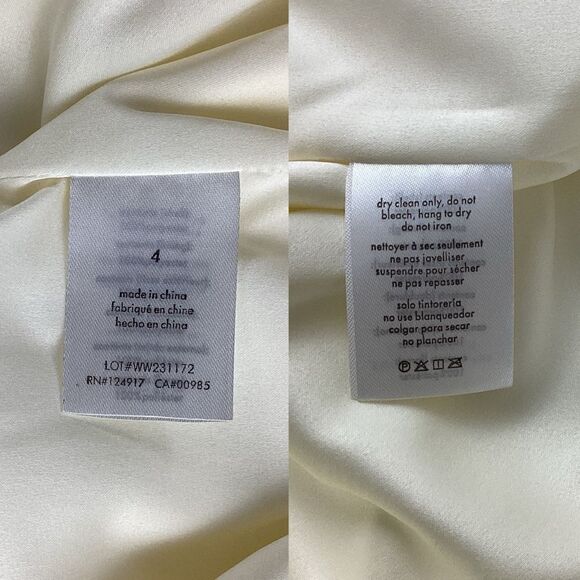 4
made in china
fabriqué en chine
hecho en china
LOT#WW231172
RN#124917 CA#00985
100% poliéster
dry clean only, do not
bleach, hang to dry
do not iron
nettoyer à sec seulement
ne pas javelliser
suspendre pour sécher
ne pas repasser
solo tintorería
no use blanqueador
colgar para secar
no planchar
P